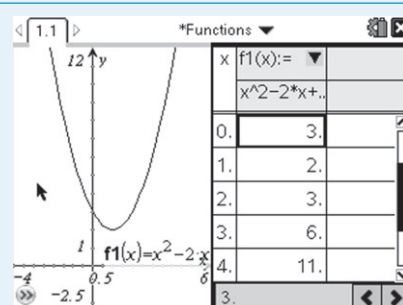 1.1 *Functions
12 y
1
f1(x)=x²-2·x
-4 0.5 6
-2.5
x f1(x):=
x^2-2*x+..
0. 3.
1. 2.
2. 3.
3. 6.
4. 11.
3.